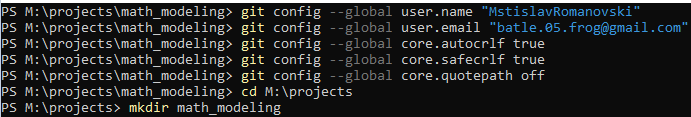 PS M:\projects\math_modeling> git config --global user.name "MstislavRomanovski"
PS M:\projects\math_modeling> git config --global user.email "batle.05.frog@gmail.com"
PS M:\projects\math_modeling> git config --global core.autocrlf true
PS M:\projects\math_modeling> git config --global core.safecrlf true
PS M:\projects\math_modeling> git config --global core.quotepath off
PS M:\projects\math_modeling> cd M:\projects
PS M:\projects> mkdir math_modeling